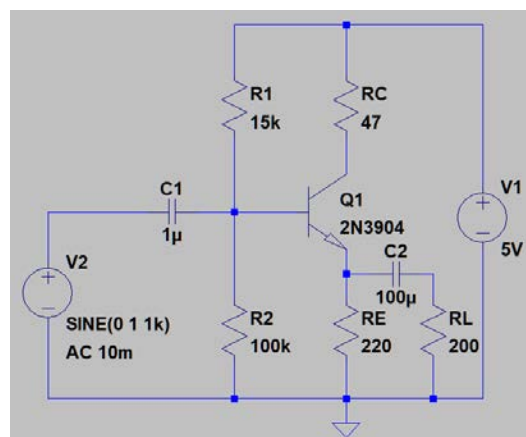 R1
15k
RC
47
C1
1µ
Q1
2N3904
V1
5V
V2
SINE(0 1 1k)
AC 10m
C2
100µ
R2
100k
RE
220
RL
200